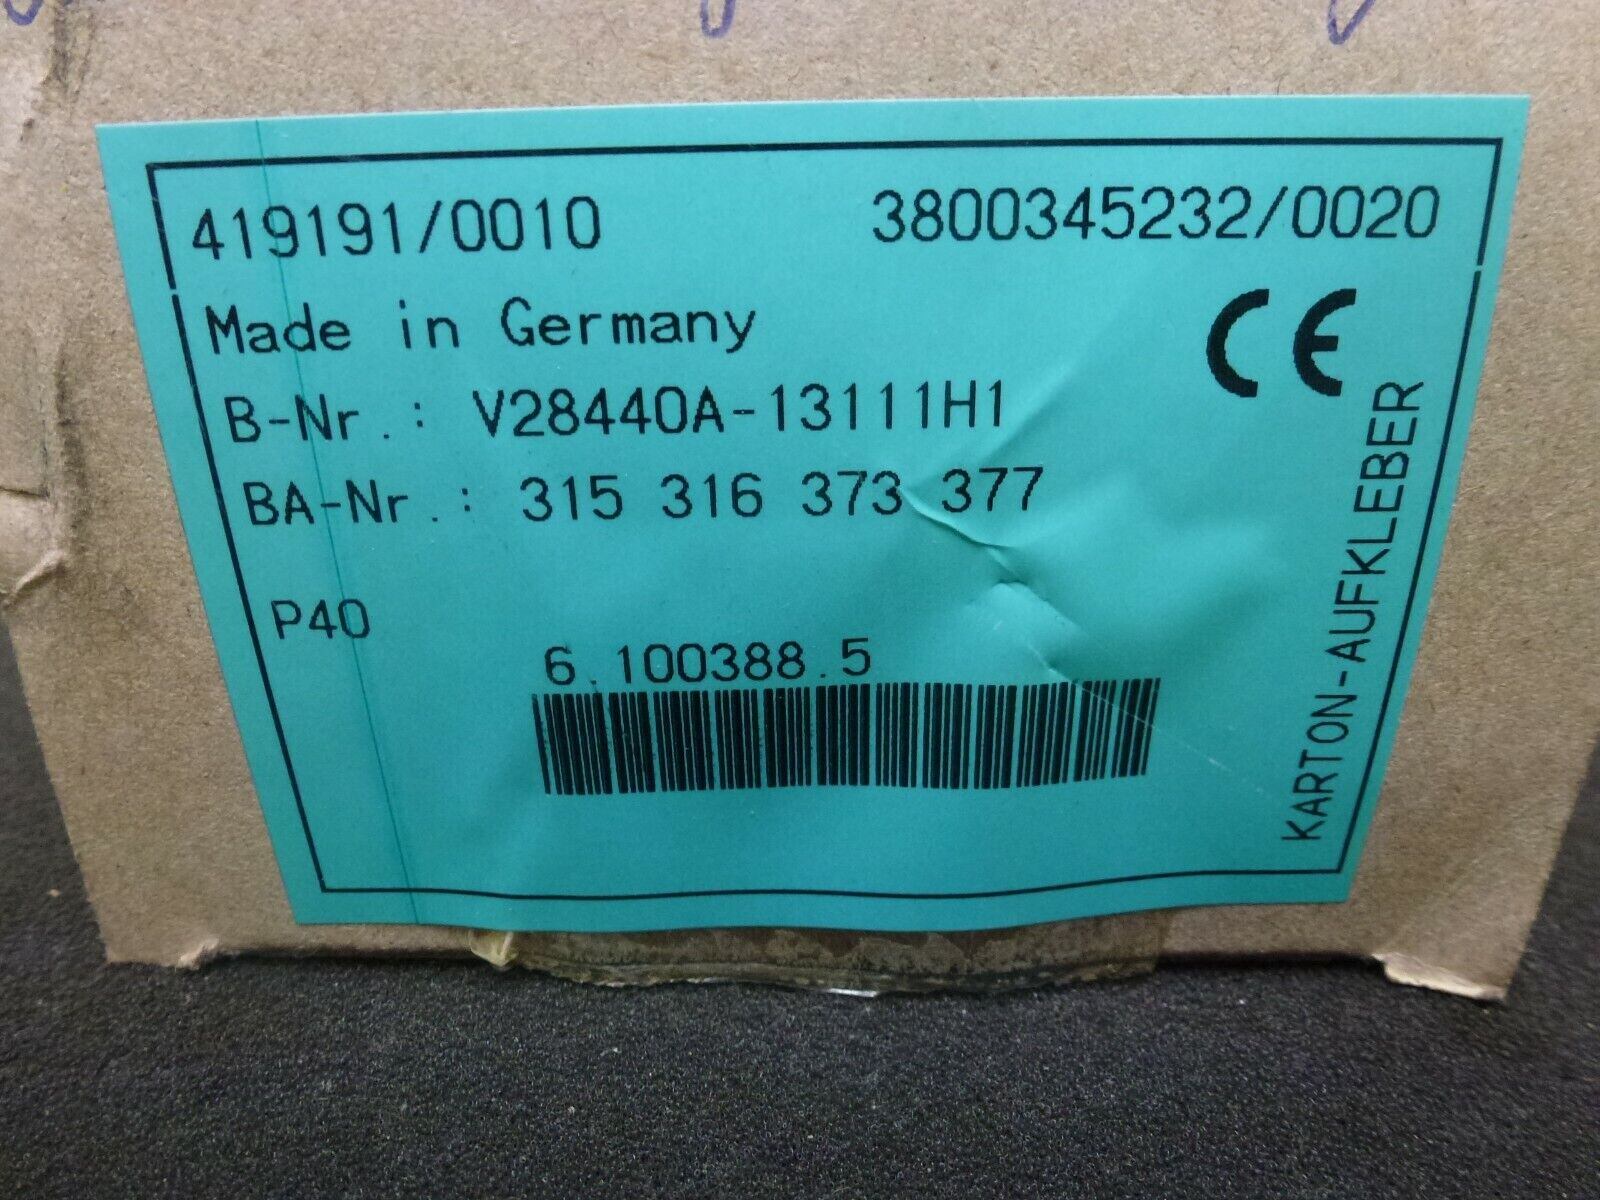 419191/0010 3800345232/0020
Made in Germany CE
B-Nr.: V28440A-13111H1
BA-Nr.: 315 316 373 377
P40
6.100388.5
KARTON-AUFKLEBER